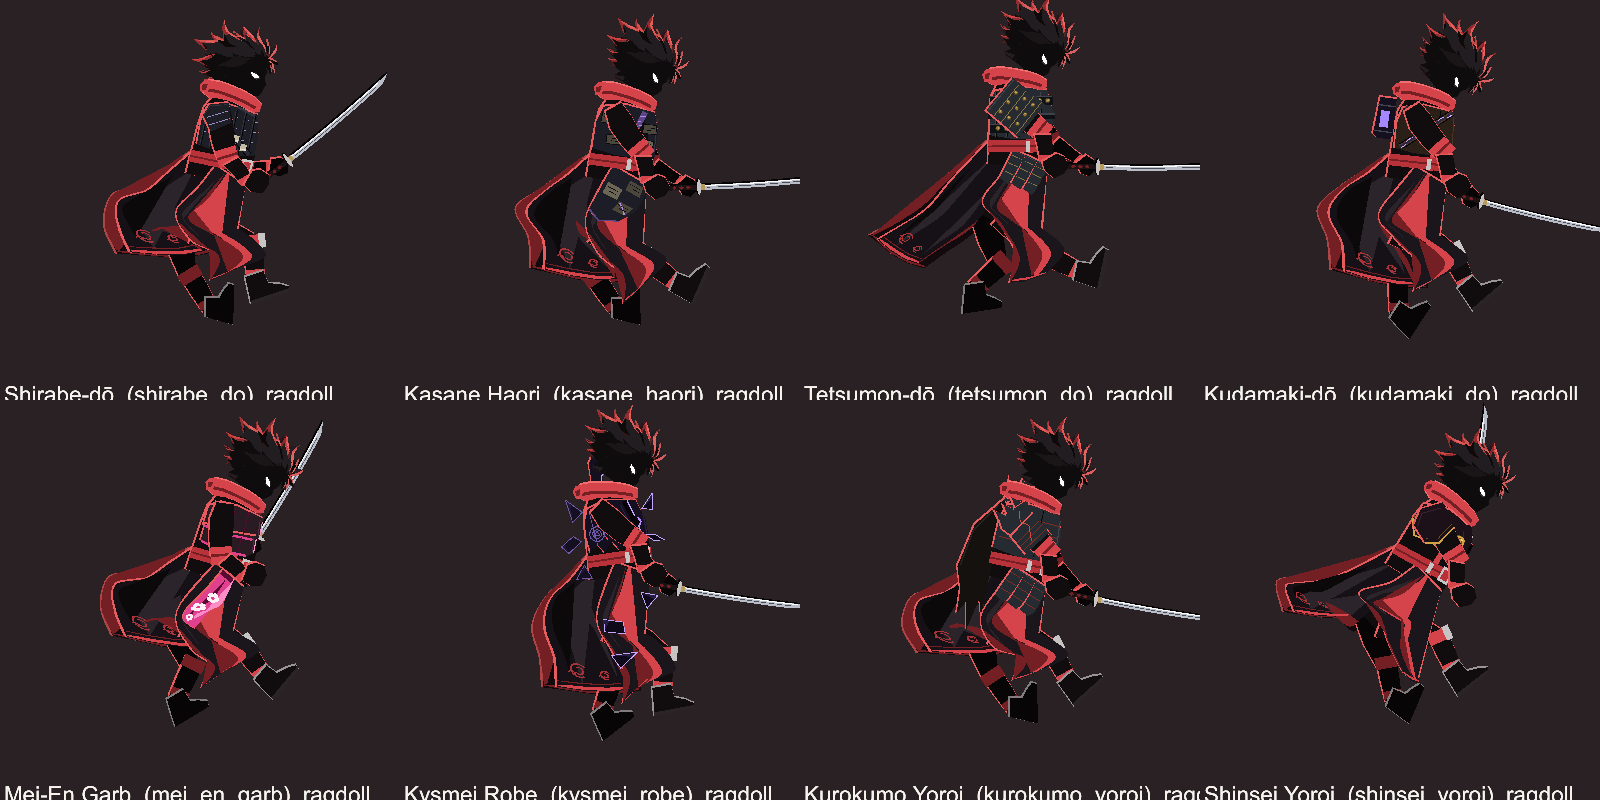 Shirabe-dō (shirabe_do) ragdoll
Kasane Haori (kasane_haori) ragdoll
Tetsumon-dō (tetsumon_do) ragdoll
Kudamaki-dō (kudamaki_do) ragdoll
Mei-En Garb (mei_en_garb) ragdoll
Kysmei Robe (kysmei_robe) ragdoll
Kurokumo Yoroi (kurokumo_yoroi) rag
Shinsei Yoroi (shinsei_yoroi) ragdoll